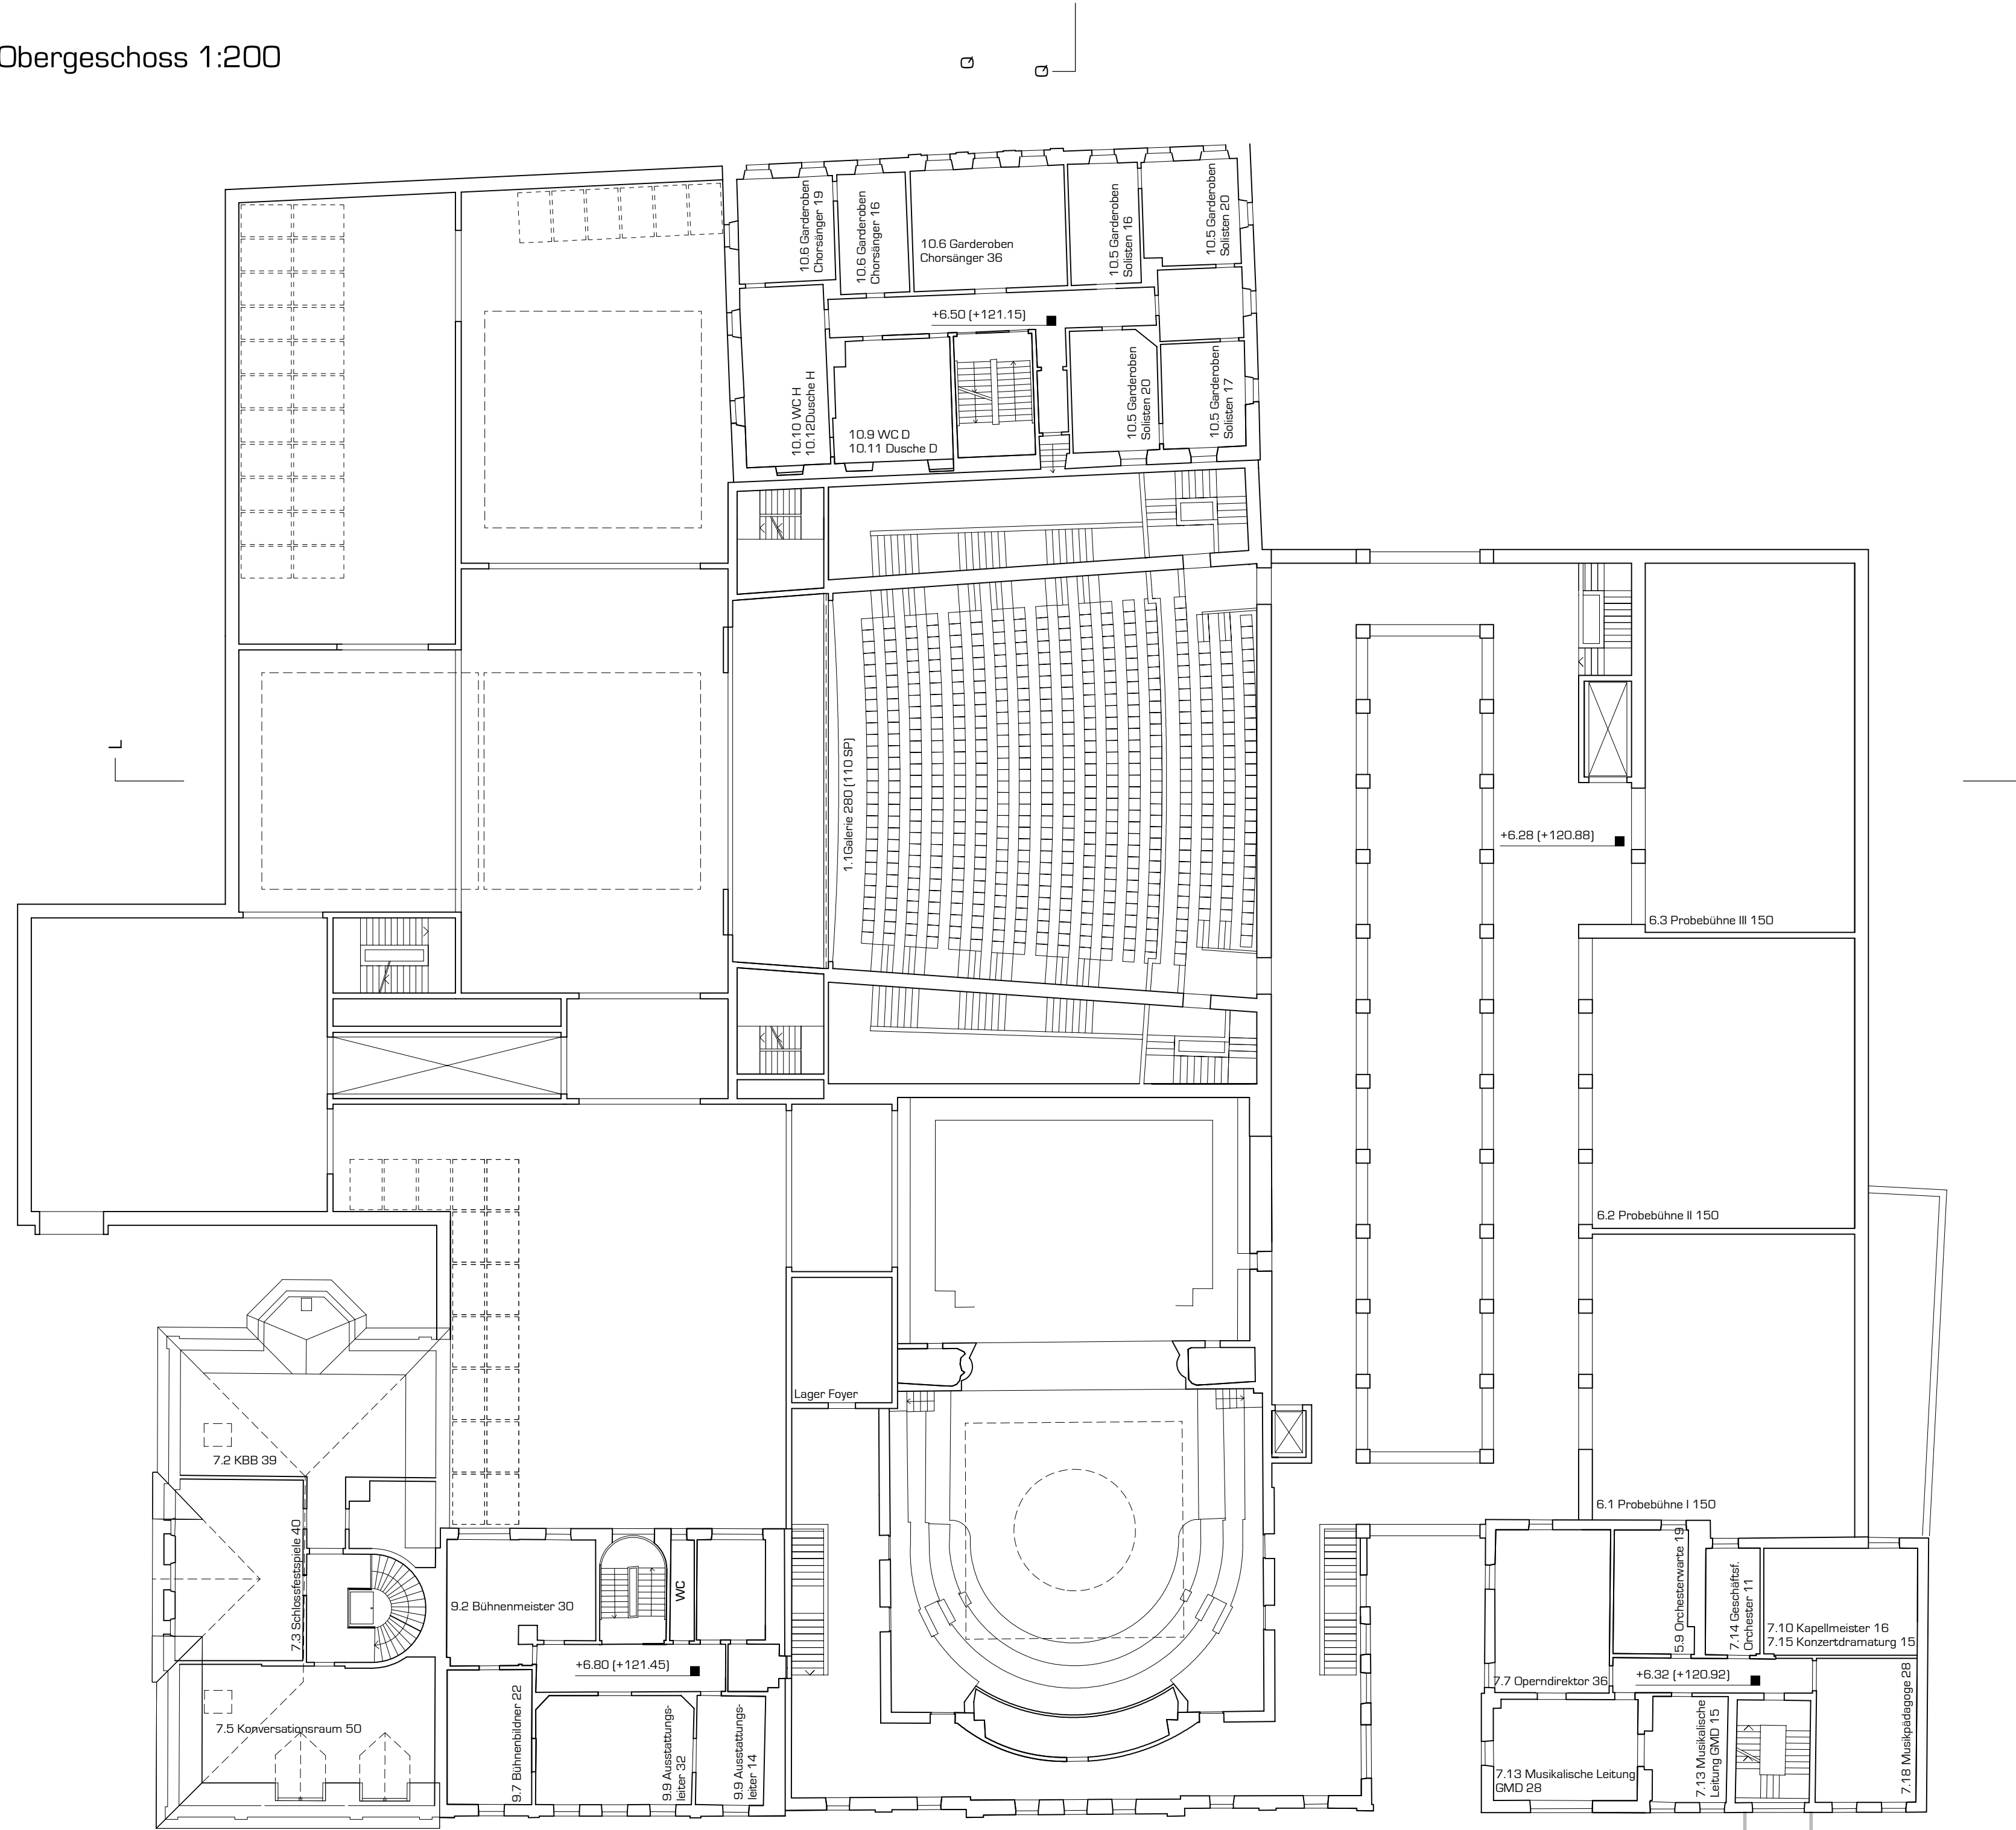 Obergeschoss 1:200
Q
Q
10.6 Garderoben
Chorsänger 19
10.6 Garderoben
Chorsänger 16
10.6 Garderoben
Chorsänger 36
10.5 Garderoben
Solisten 16
10.5 Garderoben
Solisten 20
+6.50 (+121.15)
10.10 WC H
10.12Dusche H
10.9 WC D
10.11 Dusche D
10.5 Garderoben
Solisten 20
10.5 Garderoben
Solisten 17
L
1.1Galerie 280 (110 SP)
+6.28 (+120.88)
6.3 Probebühne III 150
6.2 Probebühne II 150
6.1 Probebühne I 150
Lager Foyer
7.2 KBB 39
7.3 Schlossfestspiele 40
7.5 Konversationsraum 50
9.2 Bühnenmeister 30
WC
+6.80 (+121.45)
9.7 Bühnenbildner 22
9.9 Ausstattungs-
leiter 32
9.9 Ausstattungs-
leiter 14
5.9 Orchesterwarte 19
7.14 Geschäftsf.
Orchester 11
7.10 Kapellmeister 16
7.15 Konzertdramaturg 15
7.7 Operndirektor 36
+6.32 (+120.92)
7.13 Musikalische Leitung
GMD 28
7.13 Musikalische
Leitung GMD 15
7.18 Musikpädagoge 28